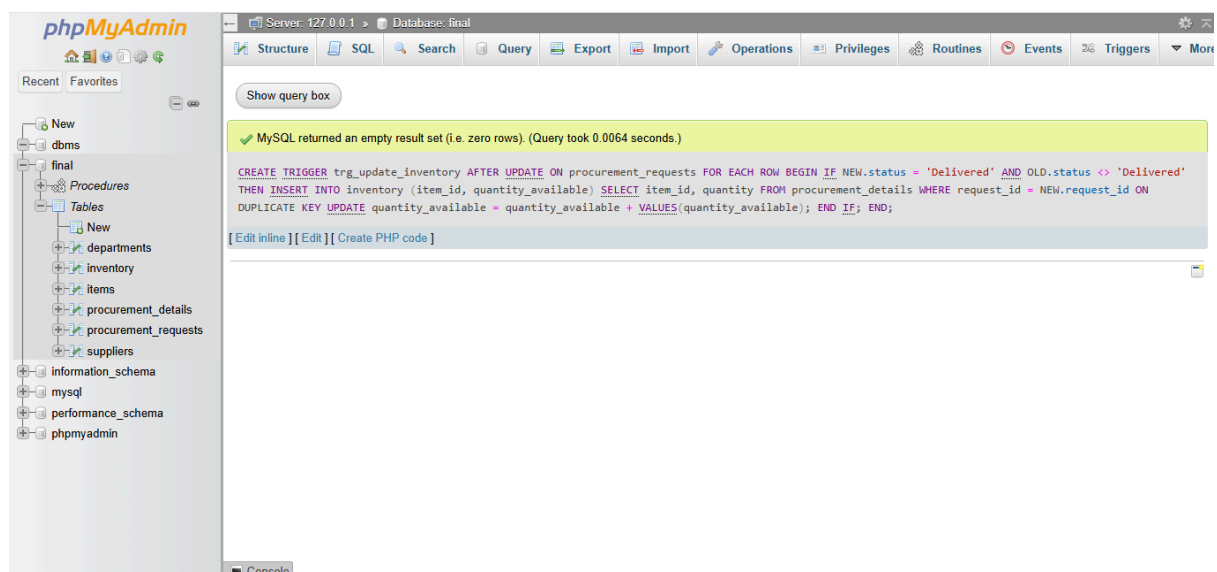 phpMyAdmin
Recent Favorites
New
dbms
final
Procedures
Tables
New
departments
inventory
items
procurement_details
procurement_requests
suppliers
information_schema
mysql
performance_schema
phpmyadmin
Server: 127.0.0.1 » Database: final
Structure SQL Search Query Export Import Operations Privileges Routines Events Triggers More
Show query box
MySQL returned an empty result set (i.e. zero rows). (Query took 0.0064 seconds.)
CREATE TRIGGER trg_update_inventory AFTER UPDATE ON procurement_requests FOR EACH ROW BEGIN IF NEW.status = 'Delivered' AND OLD.status <> 'Delivered'
THEN INSERT INTO inventory (item_id, quantity_available) SELECT item_id, quantity FROM procurement_details WHERE request_id = NEW.request_id ON
DUPLICATE KEY UPDATE quantity_available = quantity_available + VALUES(quantity_available); END IF; END;
[ Edit inline ] [ Edit ] [ Create PHP code ]
Console